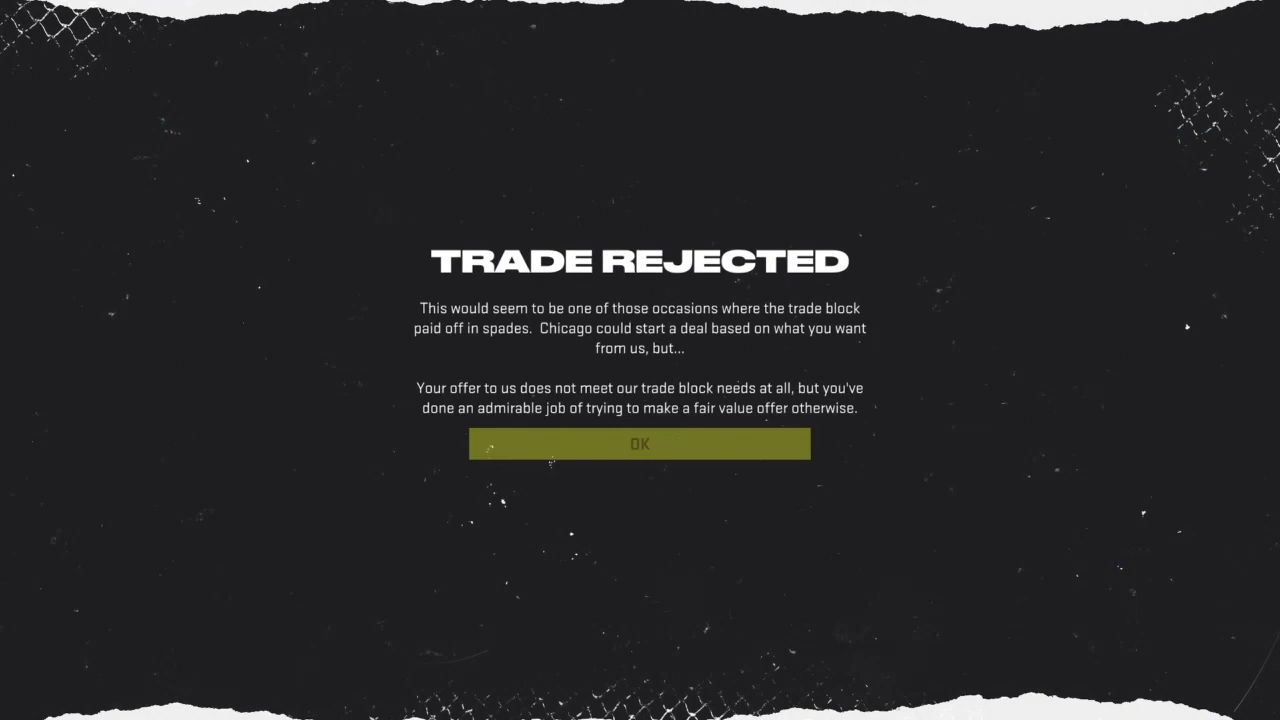 TRADE REJECTED
This would seem to be one of those occasions where the trade block
paid off in spades.  Chicago could start a deal based on what you want
from us, but...
Your offer to us does not meet our trade block needs at all, but you've
done an admirable job of trying to make a fair value offer otherwise.
OK